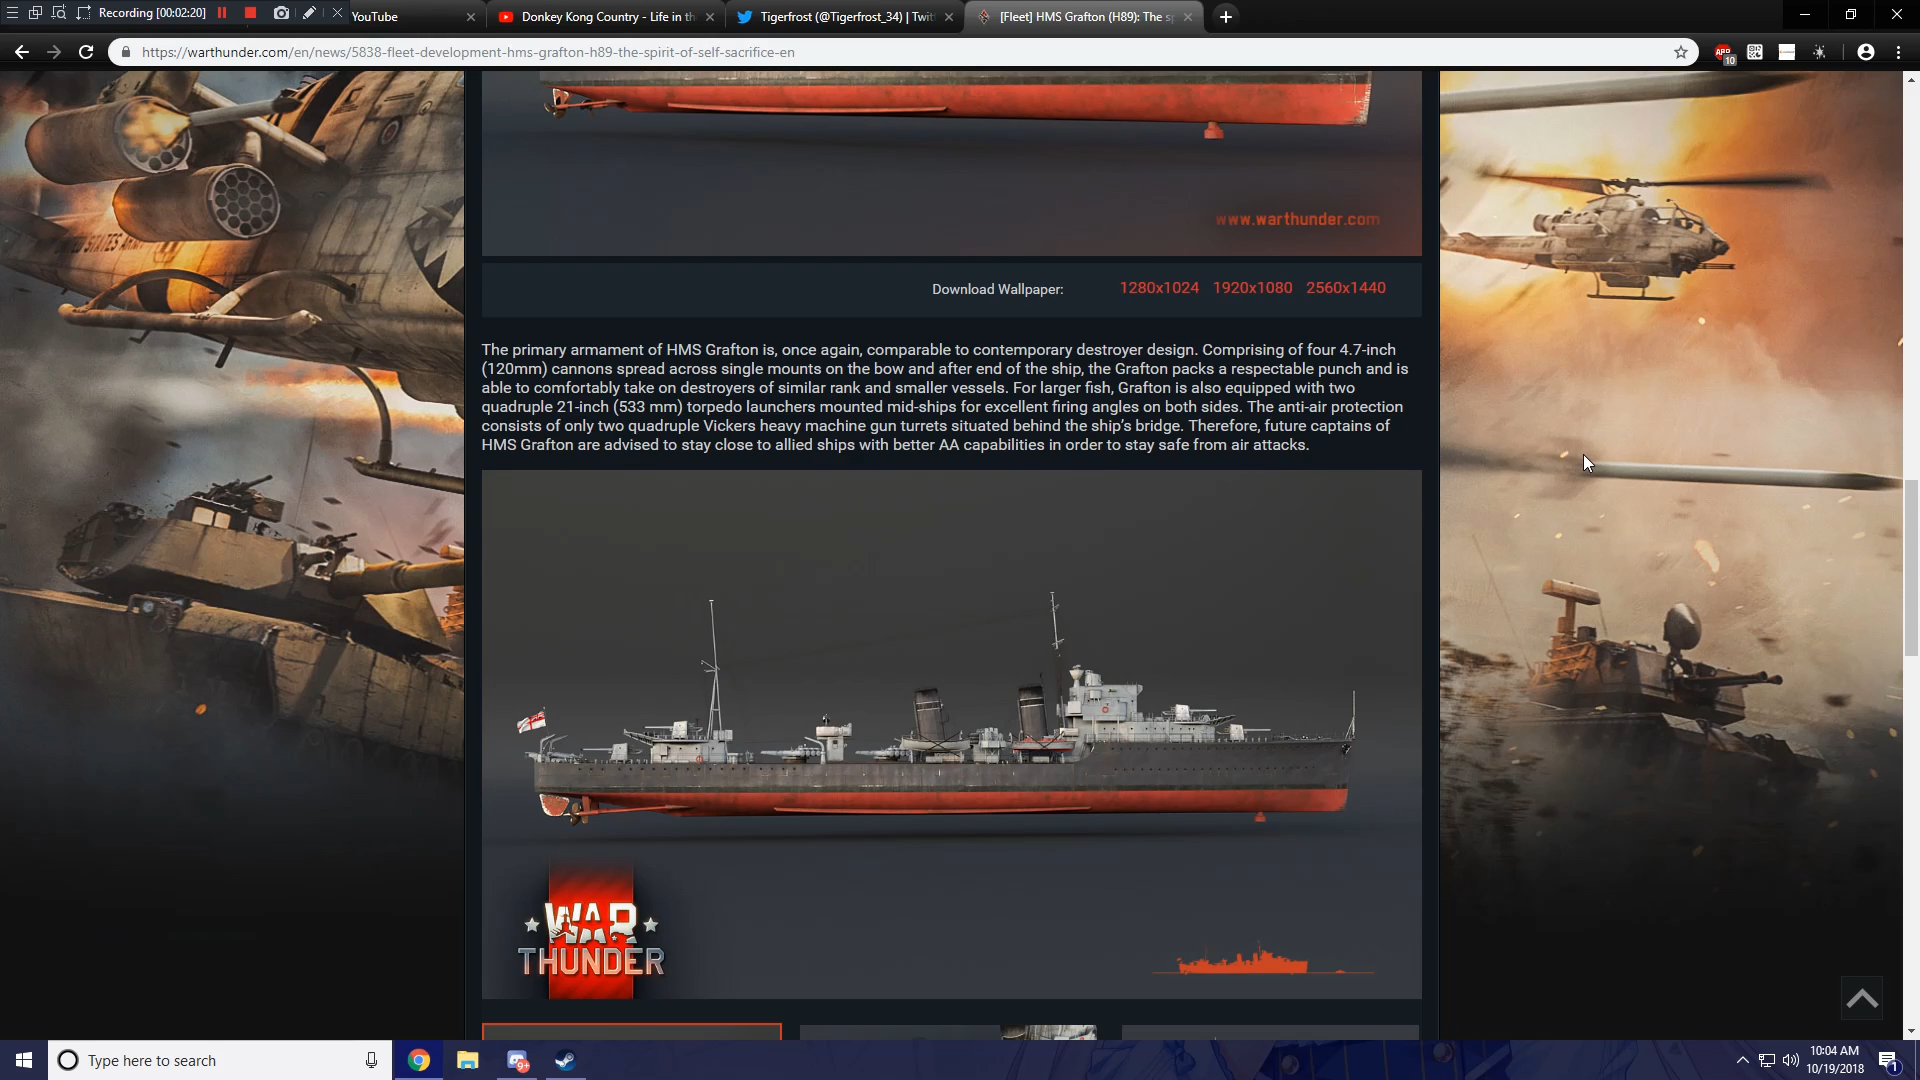 Recording [00:02:20]
YouTube
Donkey Kong Country - Life in th
Tigerfrost (@Tigerfrost_34) | Twit
[Fleet] HMS Grafton (H89): The sp
https://warthunder.com/en/news/5838-fleet-development-hms-grafton-h89-the-spirit-of-self-sacrifice-en
ABP
10
UNITED STATES ARMY
www.warthunder.com
Download Wallpaper: 1280x1024 1920x1080 2560x1440
The primary armament of HMS Grafton is, once again, comparable to contemporary destroyer design. Comprising of four 4.7-inch
(120mm) cannons spread across single mounts on the bow and after end of the ship, the Grafton packs a respectable punch and is
able to comfortably take on destroyers of similar rank and smaller vessels. For larger fish, Grafton is also equipped with two
quadruple 21-inch (533 mm) torpedo launchers mounted mid-ships for excellent firing angles on both sides. The anti-air protection
consists of only two quadruple Vickers heavy machine gun turrets situated behind the ship's bridge. Therefore, future captains of
HMS Grafton are advised to stay close to allied ships with better AA capabilities in order to stay safe from air attacks.
WAR
THUNDER
Type here to search
9+
10:04 AM
10/19/2018
1